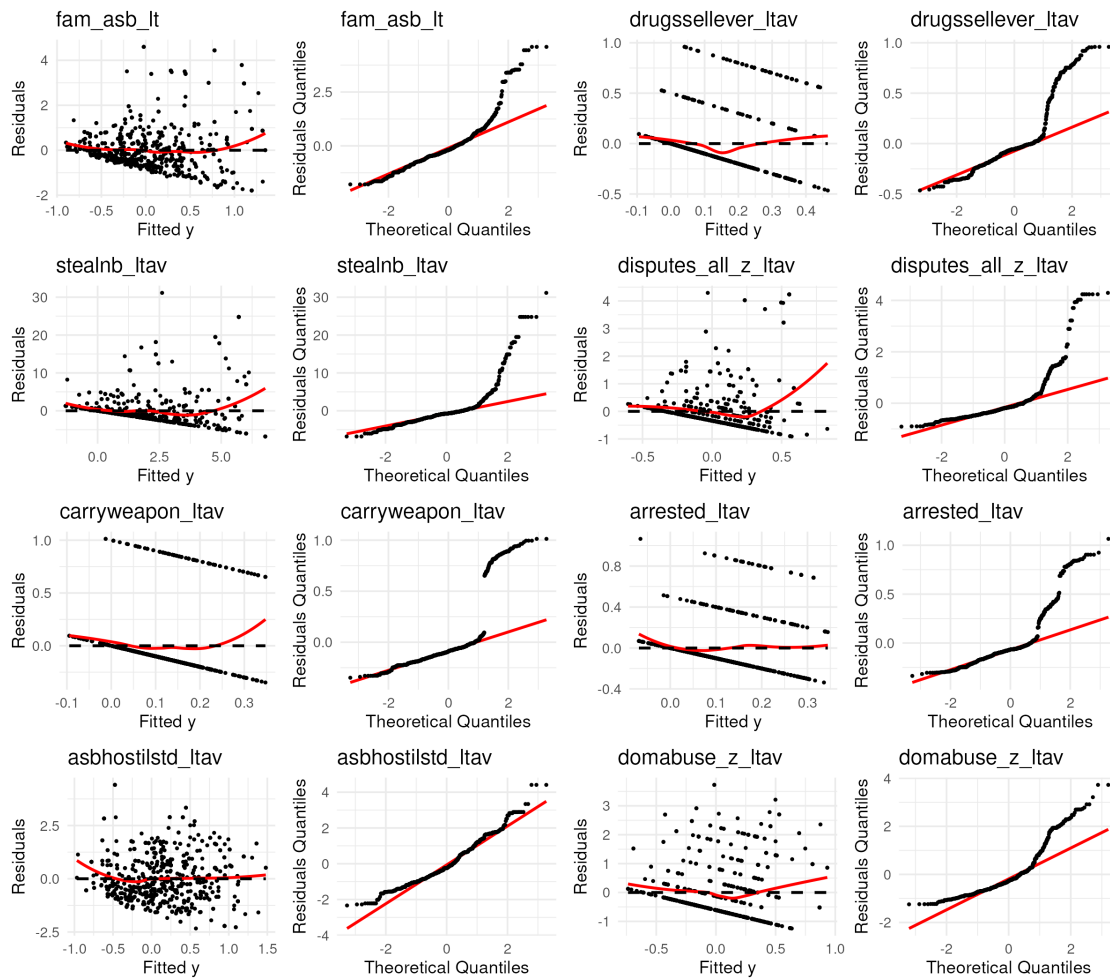 fam_asb_lt
fam_asb_lt
drugssellever_ltav
drugssellever_ltav
Residuals
4
2
0
-2
-1.0
-0.5
0.0
0.5
1.0
Fitted y
Residuals Quantiles
2.5
0.0
-2
0
2
Theoretical Quantiles
Residuals
1.0
0.5
0.0
-0.5
-0.1
0.0
0.1
0.2
0.3
0.4
Fitted y
Residuals Quantiles
1.0
0.5
0.0
-0.5
-2
0
2
Theoretical Quantiles
stealnb_ltav
stealnb_ltav
disputes_all_z_ltav
disputes_all_z_ltav
Residuals
30
20
10
0
0.0
2.5
5.0
Fitted y
Residuals Quantiles
30
20
10
0
-2
0
2
Theoretical Quantiles
Residuals
4
3
2
1
0
-1
-0.5
0.0
0.5
Fitted y
Residuals Quantiles
4
2
0
-2
0
2
Theoretical Quantiles
carryweapon_ltav
carryweapon_ltav
arrested_ltav
arrested_ltav
Residuals
1.0
0.5
0.0
-0.1
0.0
0.1
0.2
0.3
Fitted y
Residuals Quantiles
1.0
0.5
0.0
-2
0
2
Theoretical Quantiles
Residuals
0.8
0.4
0.0
-0.4
0.0
0.1
0.2
0.3
Fitted y
Residuals Quantiles
1.0
0.5
0.0
-2
0
2
Theoretical Quantiles
asbhostilstd_ltav
asbhostilstd_ltav
domabuse_z_ltav
domabuse_z_ltav
Residuals
2.5
0.0
-2.5
-1.0
-0.5
0.0
0.5
1.0
1.5
Fitted y
Residuals Quantiles
4
2
0
-2
-4
-2
0
2
Theoretical Quantiles
Residuals
3
2
1
0
-1
-0.5
0.0
0.5
1.0
Fitted y
Residuals Quantiles
4
2
0
-2
-2
0
2
Theoretical Quantiles